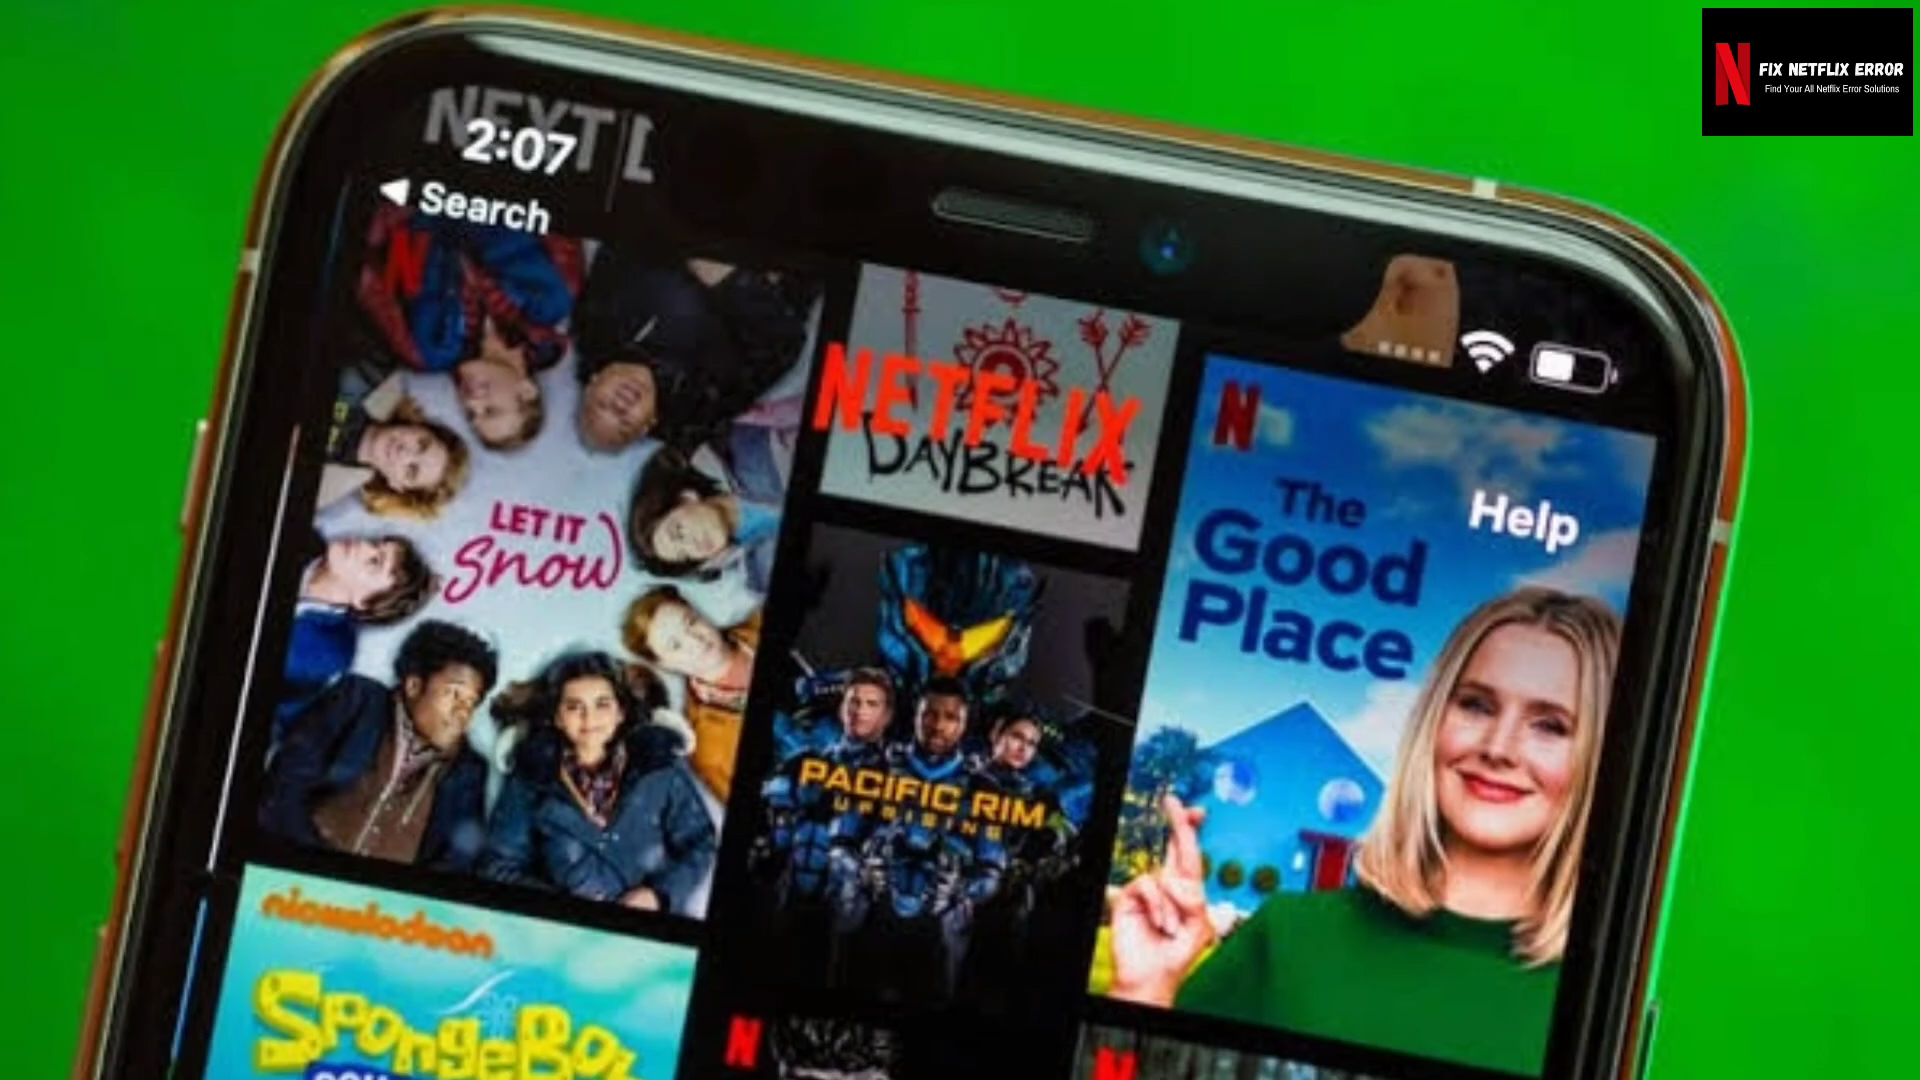 N FIX NETFLIX ERROR
Find Your All Netflix Error Solutions
2:07
Search
N
NETFLIX
DAYBREAK
N
Help
The
Good
Place
LET IT
Snow
PACIFIC RIM
UPRISING
nickelodeon
N
N